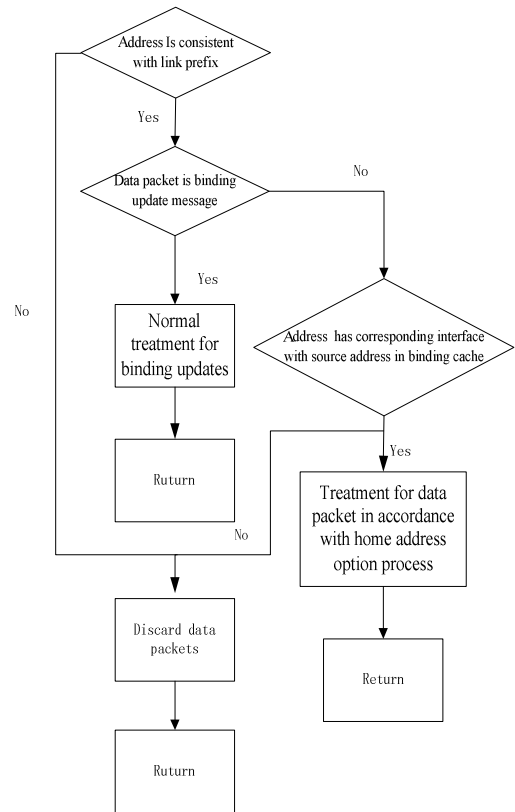 Address Is consistent
with link prefix
Yes
Data packet is binding
update message
No
Yes
No
Normal
treatment for
binding updates
Address has corresponding interface
with source address in binding cache
Yes
Ruturn
Treatment for data
packet in accordance
with home address
option process
No
Discard data
packets
Return
Ruturn